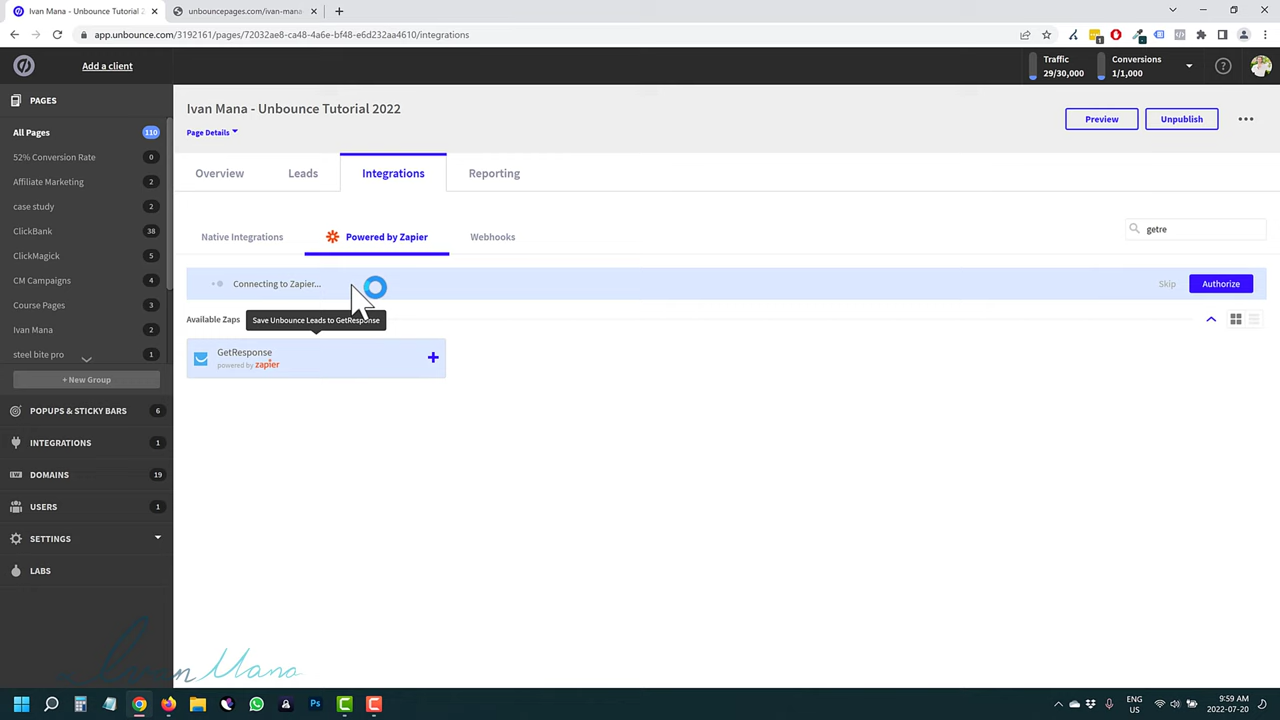 Ivan Mana - Unbounce Tutorial 2
unbouncepages.com/ivan-mana
app.unbounce.com/3192161/pages/72032ae8-ca48-4a6e-bf48-e6d232aa4610/integrations
Add a client
Traffic
29/30,000
Conversions
1/1,000
PAGES
All Pages 110
52% Conversion Rate 0
Affiliate Marketing 2
case study 2
ClickBank 38
ClickMagick 5
CM Campaigns 4
Course Pages 3
Ivan Mana 2
steel bite pro 1
+ New Group
POPUPS & STICKY BARS 6
INTEGRATIONS 1
DOMAINS 19
USERS 1
SETTINGS
LABS
Ivan Mana - Unbounce Tutorial 2022
Page Details
Preview
Unpublish
Overview
Leads
Integrations
Reporting
Native Integrations
Powered by Zapier
Webhooks
getre
Connecting to Zapier...
Skip
Authorize
Available Zaps
Save Unbounce Leads to GetResponse
GetResponse
powered by zapier
Ivan Mana
ENG
US
9:59 AM
2022-07-20